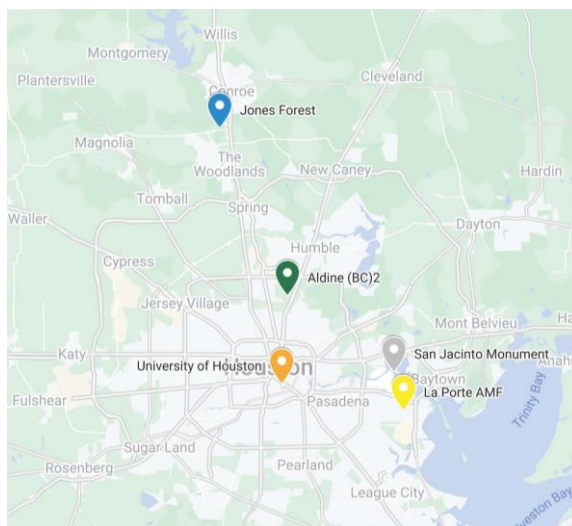 Willis
Montgomery
Plantersville
Cleveland
Conroe
Jones Forest
Magnolia
The
Woodlands
New Caney
Hardin
Tomball
Spring
Waller
Dayton
Humble
Cypress
Aldine (BC)2
Jersey Village
Mont Belvieu
Katy
San Jacinto Monument
University of Houston
Houston
Baytown
La Porte AMF
Fulshear
Pasadena
Trinity Bay
Sugar Land
Rosenberg
Pearland
League City